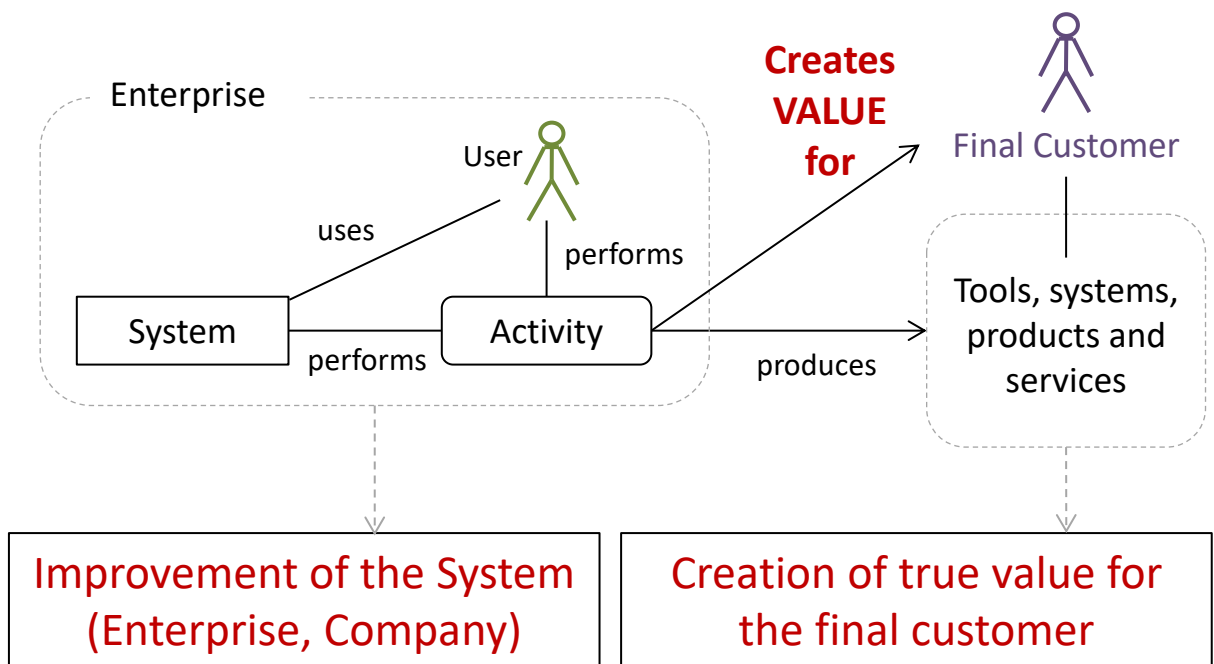 Enterprise
User
uses
performs
System
performs
Activity
Creates
VALUE
for
produces
Final Customer
Tools, systems,
products and
services
Improvement of the System
(Enterprise, Company)
Creation of true value for
the final customer